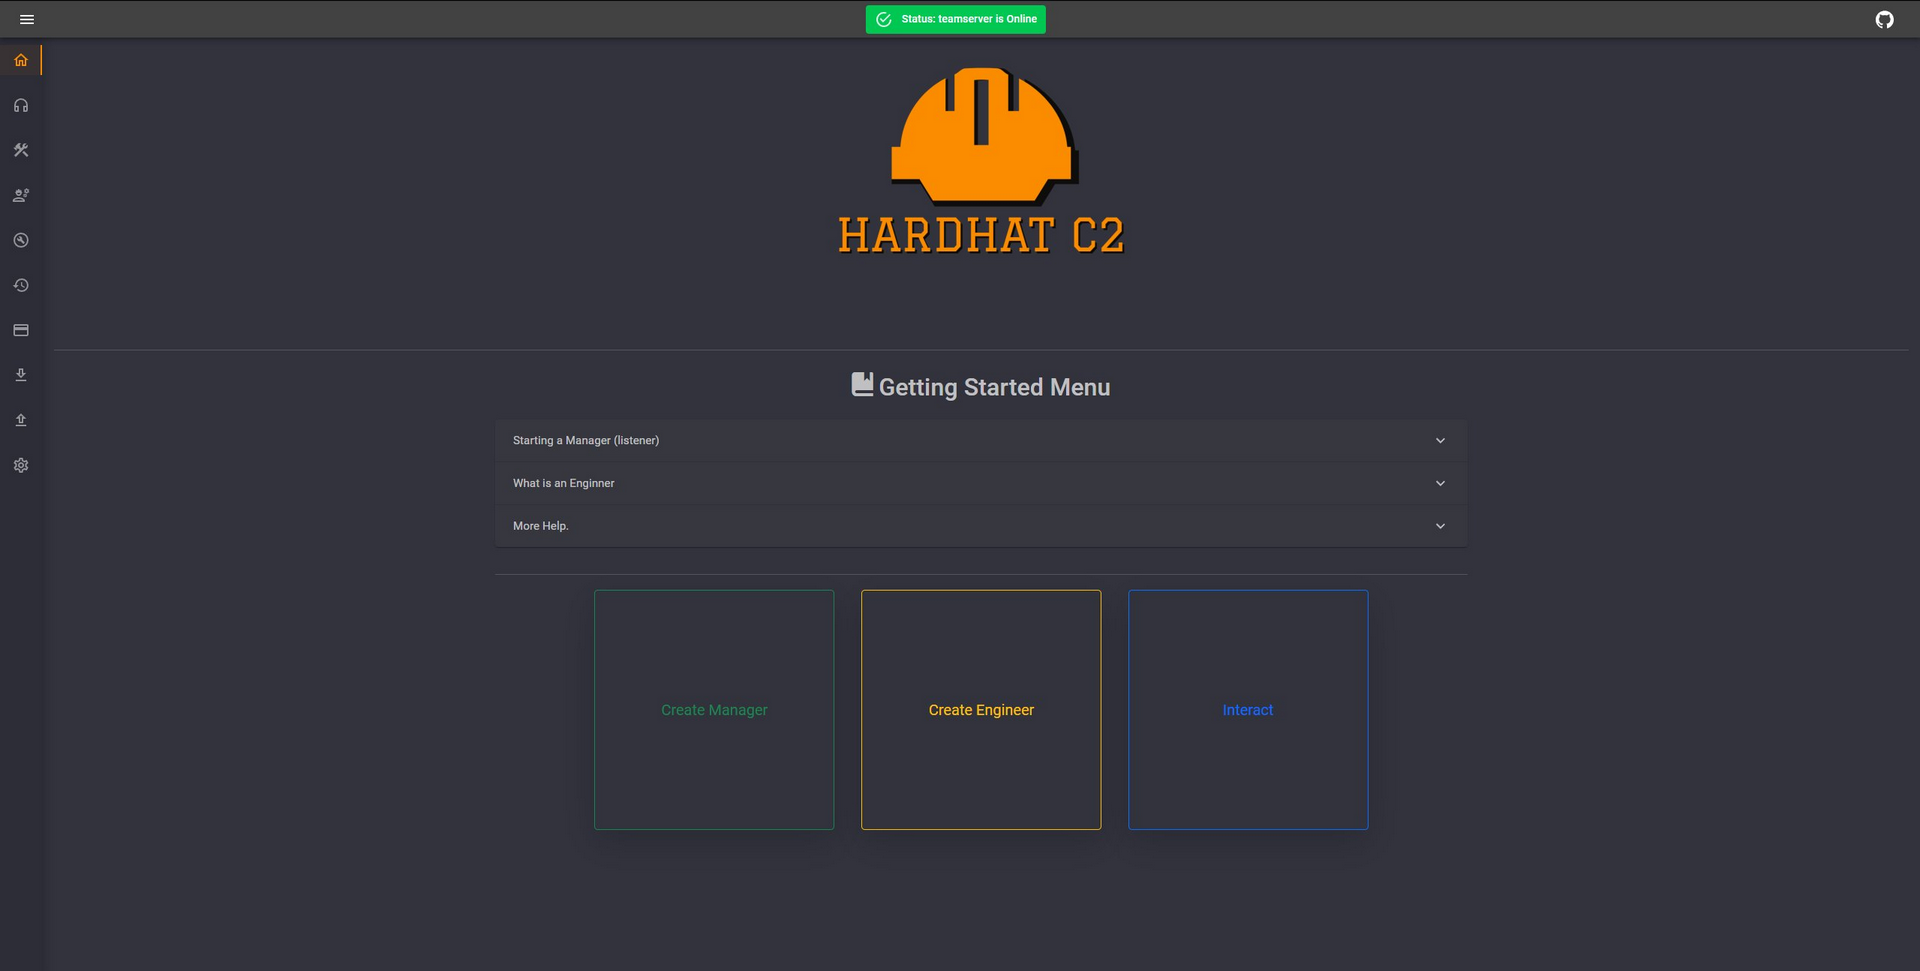 Status: teamserver is Online
HARDHAT C2
Getting Started Menu
Starting a Manager (listener)
What is an Enginner
More Help.
Create Manager
Create Engineer
Interact